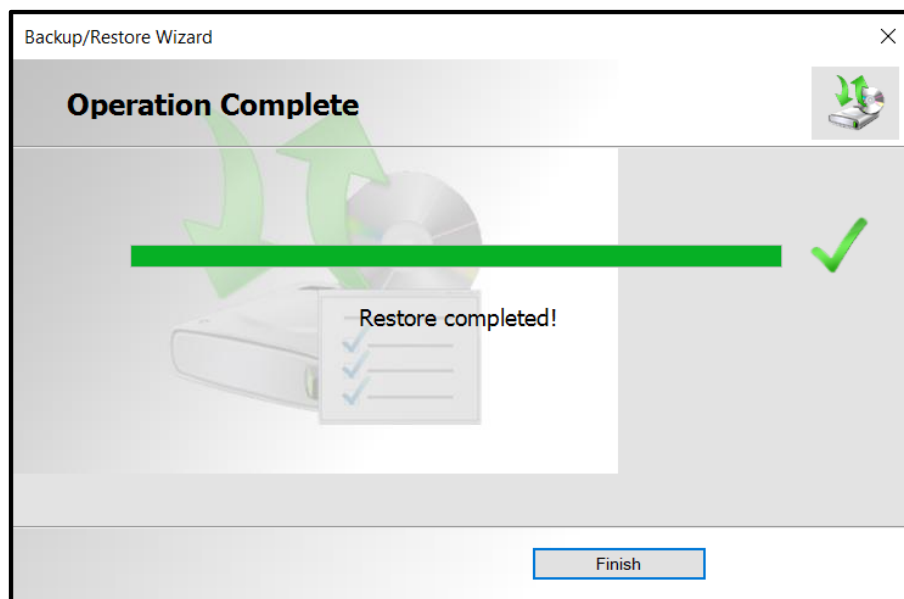 Backup/Restore Wizard
Operation Complete
Restore completed!
Finish